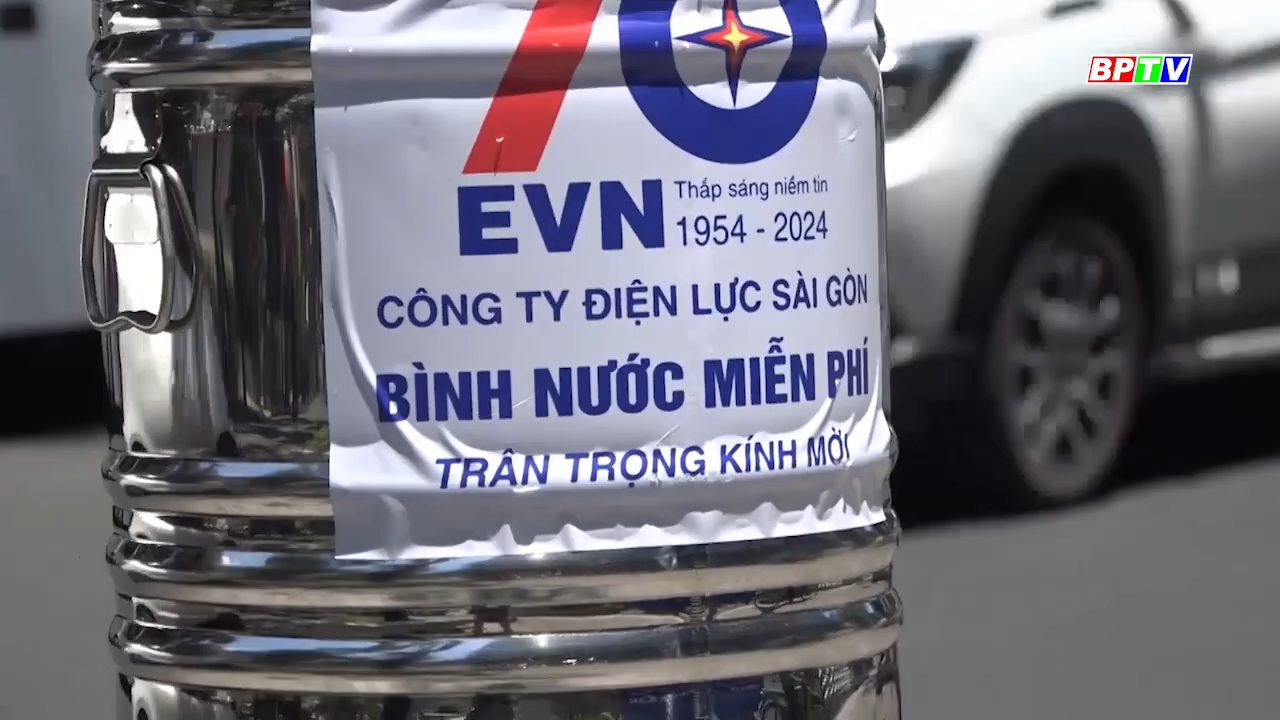 BPTV
70
EVN
Thắp sáng niềm tin
1954 - 2024
CÔNG TY ĐIỆN LỰC SÀI GÒN
BÌNH NƯỚC MIỄN PHÍ
TRÂN TRỌNG KÍNH MỜI